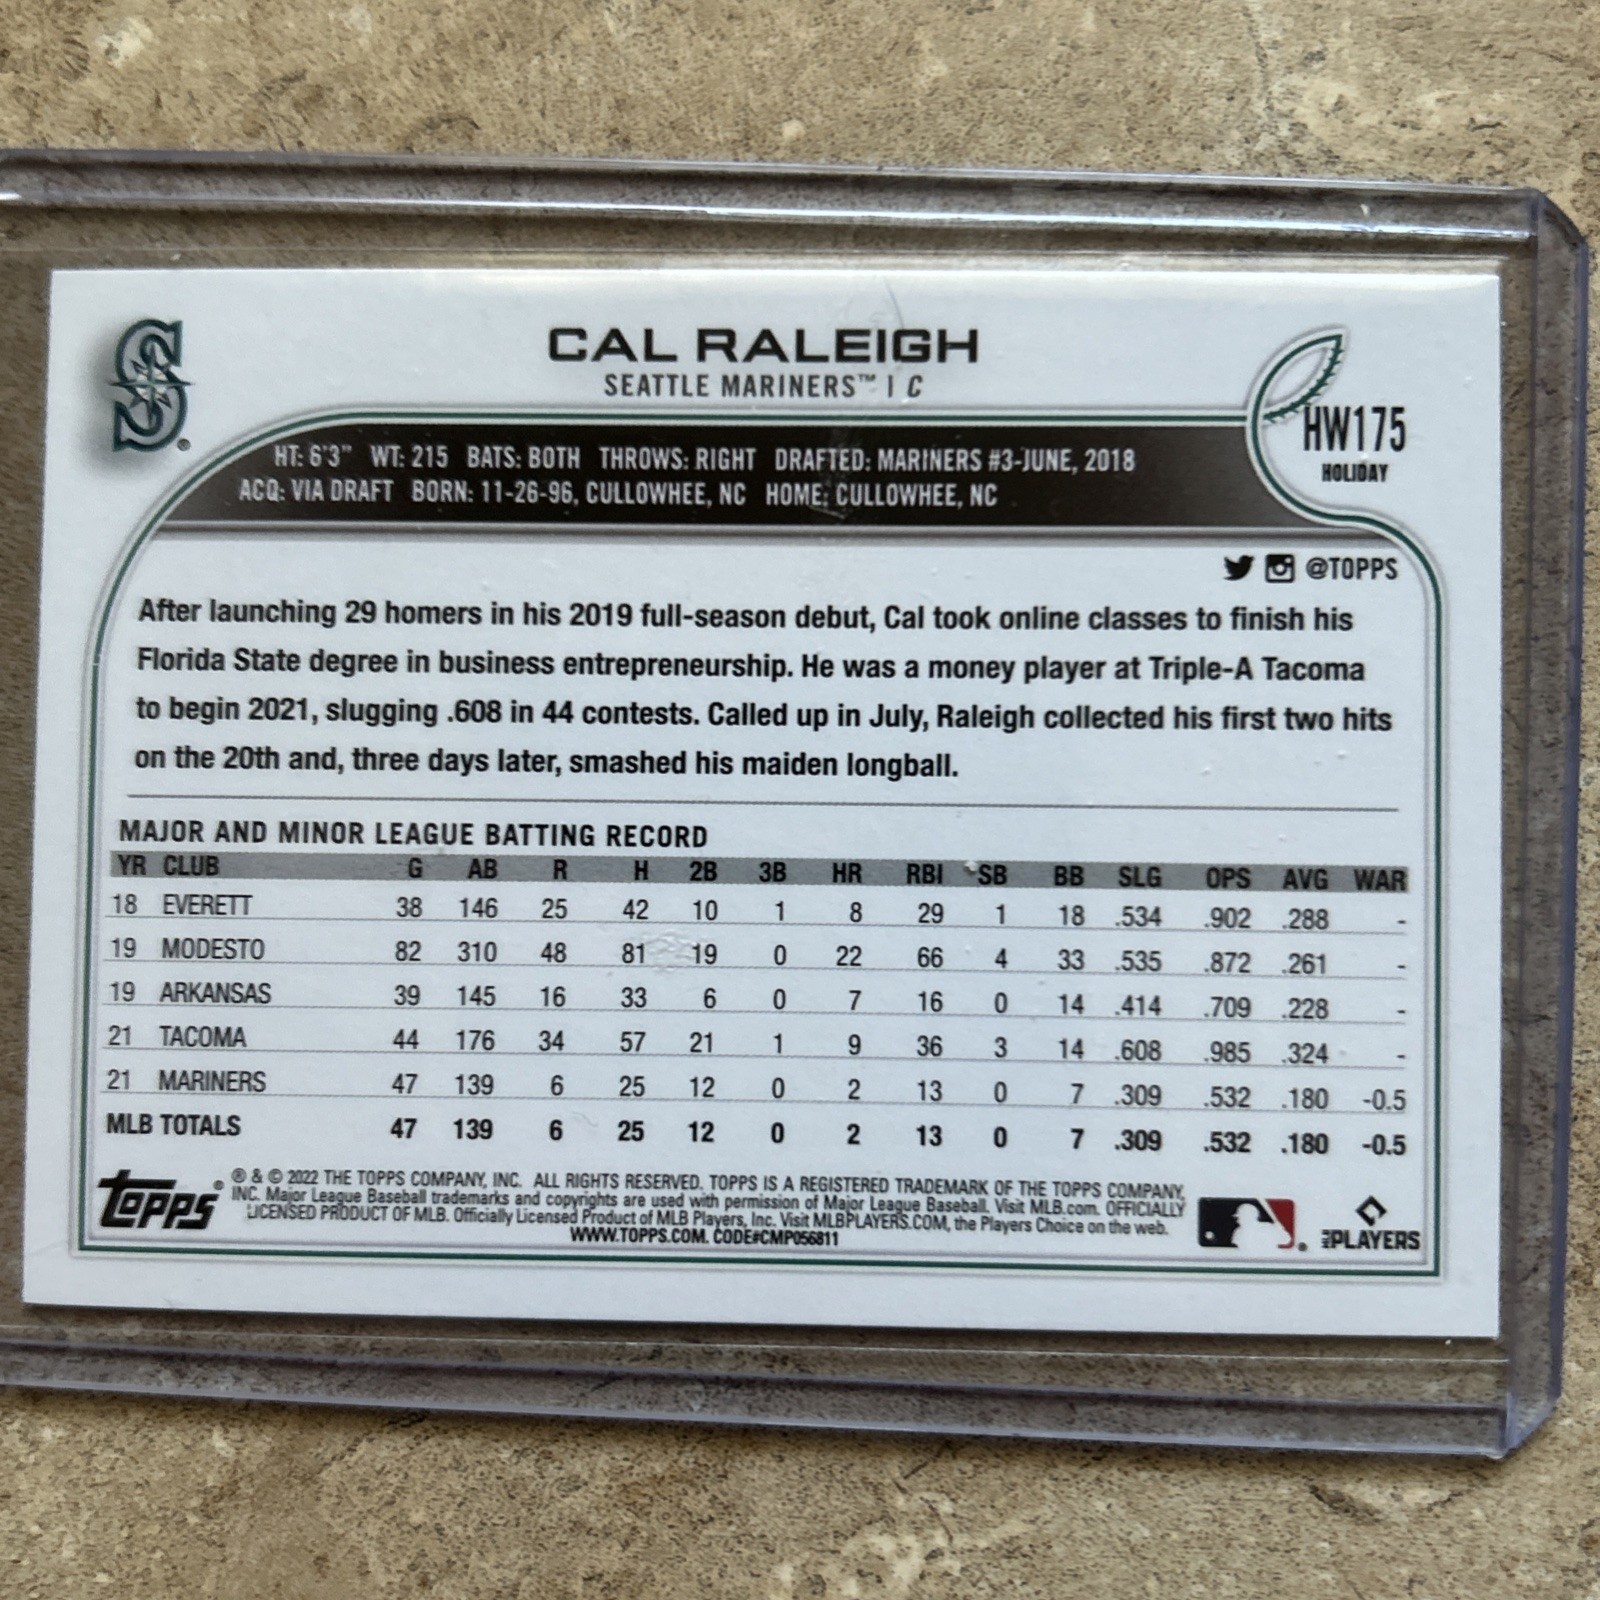 S®
CAL RALEIGH
SEATTLE MARINERS™ | C
HW175
HOLIDAY
HT: 6'3" WT: 215 BATS: BOTH THROWS: RIGHT DRAFTED: MARINERS #3-JUNE, 2018
ACQ: VIA DRAFT BORN: 11-26-96, CULLOWHEE, NC HOME: CULLOWHEE, NC
@TOPPS
After launching 29 homers in his 2019 full-season debut, Cal took online classes to finish his
Florida State degree in business entrepreneurship. He was a money player at Triple-A Tacoma
to begin 2021, slugging .608 in 44 contests. Called up in July, Raleigh collected his first two hits
on the 20th and, three days later, smashed his maiden longball.
MAJOR AND MINOR LEAGUE BATTING RECORD
YR CLUB G AB R H 2B 3B HR RBI SB BB SLG OPS AVG WAR
18 EVERETT 38 146 25 42 10 1 8 29 1 18 .534 .902 .288 -
19 MODESTO 82 310 48 81 19 0 22 66 4 33 .535 .872 .261 -
19 ARKANSAS 39 145 16 33 6 0 7 16 0 14 .414 .709 .228 -
21 TACOMA 44 176 34 57 21 1 9 36 3 14 .608 .985 .324 -
21 MARINERS 47 139 6 25 12 0 2 13 0 7 .309 .532 .180 -0.5
MLB TOTALS 47 139 6 25 12 0 2 13 0 7 .309 .532 .180 -0.5
topps®
® & © 2022 THE TOPPS COMPANY, INC. ALL RIGHTS RESERVED. TOPPS IS A REGISTERED TRADEMARK OF THE TOPPS COMPANY,
INC. Major League Baseball trademarks and copyrights are used with permission of Major League Baseball. Visit MLB.com. OFFICIALLY
LICENSED PRODUCT OF MLB. Officially Licensed Product of MLB Players, Inc. Visit MLBPLAYERS.COM, the Players Choice on the web.
WWW.TOPPS.COM. CODE#CMP056811
MLB PLAYERS